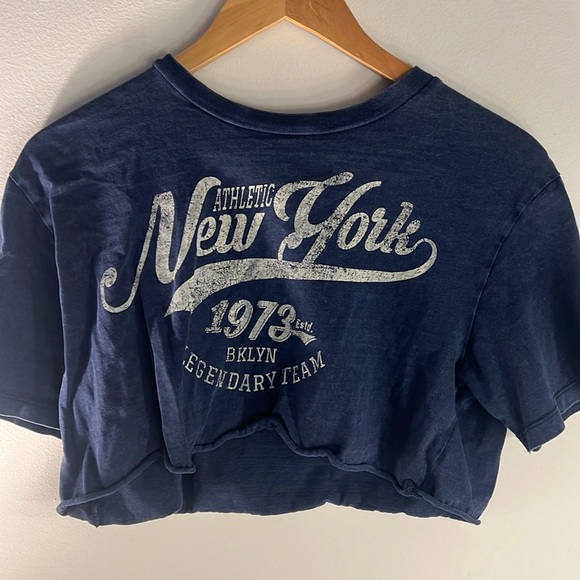 ATHLETIC
New York
1973 Estd.
BKLYN
LEGENDARY TEAM